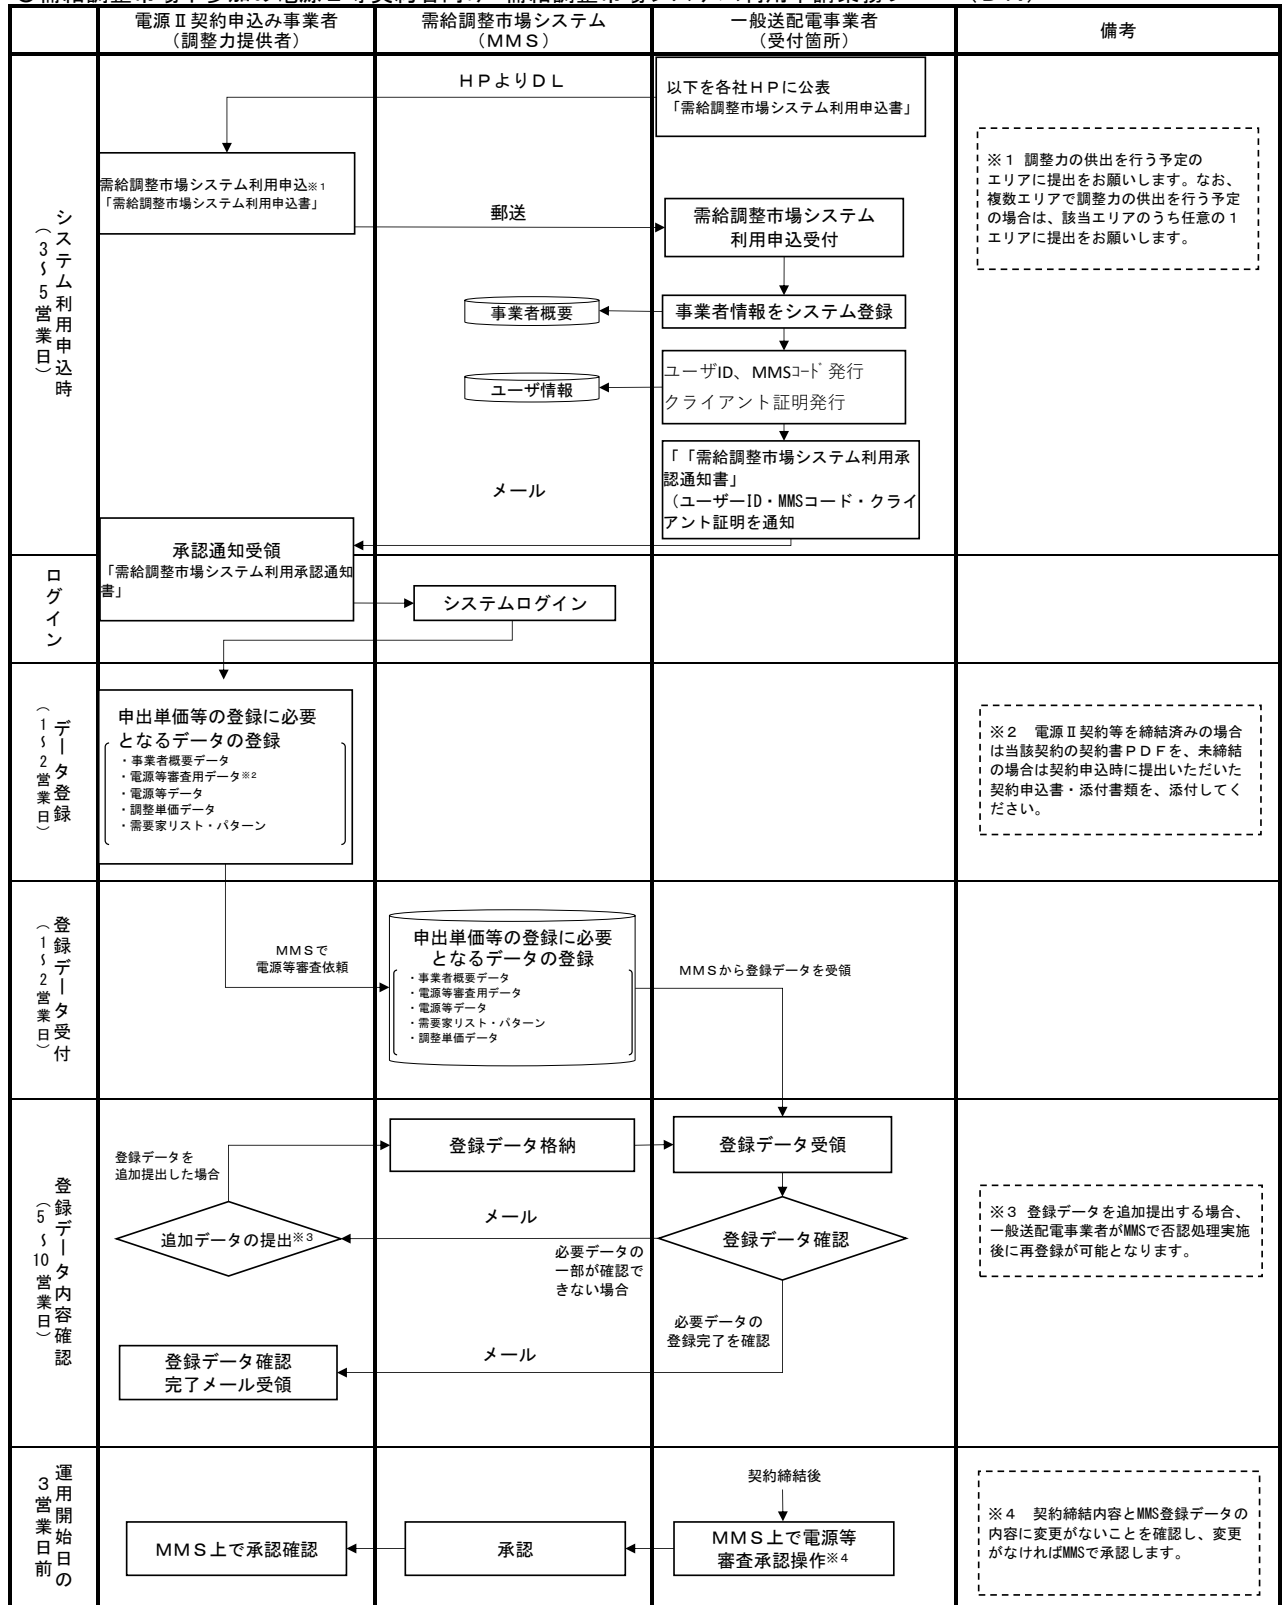 電源Ⅱ契約申込み事業者
（調整力提供者）
需給調整市場システム
（ＭＭＳ）
一般送配電事業者
（受付箇所）
備考
システム利用申込時
（３～５営業日）
ＨＰよりＤＬ
以下を各社ＨＰに公表
「需給調整市場システム利用申込書」
需給調整市場システム利用申込※１
「需給調整市場システム利用申込書」
郵送
需給調整市場システム
利用申込受付
※１ 調整力の供出を行う予定の
エリアに提出をお願いします。なお、
複数エリアで調整力の供出を行う予定
の場合は、該当エリアのうち任意の１
エリアに提出をお願いします。
事業者概要
事業者情報をシステム登録
ユーザ情報
ユーザID、MMSｺｰﾄﾞ発行
クライアント証明発行
メール
「「需給調整市場システム利用承
認通知書」
（ユーザーID・MMSコード・クライ
アント証明を通知
承認通知受領
「需給調整市場システム利用承認通知
書」
ログイン
システムログイン
データ登録
（１～２営業日）
申出単価等の登録に必要
となるデータの登録
・事業者概要データ
・電源等審査用データ※２
・電源等データ
・調整単価データ
・需要家リスト・パターン
※２　電源Ⅱ契約等を締結済みの場合
は当該契約の契約書ＰＤＦを、未締結
の場合は契約申込時に提出いただいた
契約申込書・添付書類を、添付してく
ださい。
登録データ受付
（１～２営業日）
ＭＭＳで
電源等審査依頼
申出単価等の登録に必要
となるデータの登録
・事業者概要データ
・電源等審査用データ
・電源等データ
・需要家リスト・パターン
・調整単価データ
ＭＭＳから登録データを受領
登録データ内容確認
（５～10営業日）
登録データを
追加提出した場合
登録データ格納
登録データ受領
追加データの提出※３
メール
必要データの
一部が確認で
きない場合
登録データ確認
※３ 登録データを追加提出する場合、
一般送配電事業者がMMSで否認処理実施
後に再登録が可能となります。
必要データの
登録完了を確認
登録データ確認
完了メール受領
メール
運用開始日の
３営業日前
契約締結後
ＭＭＳ上で承認確認
承認
ＭＭＳ上で電源等
審査承認操作※４
※４　契約締結内容とMMS登録データの
内容に変更がないことを確認し、変更
がなければMMSで承認します。